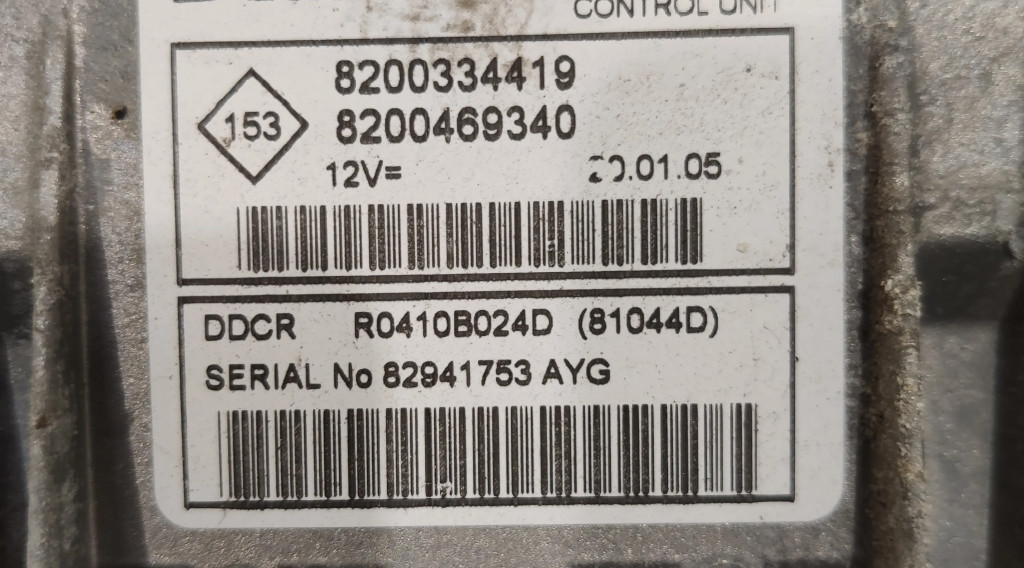 CONTROL UNIT
8200334419
153
8200469340
12V=
DDCR R0410B024D (81044D)
SERIAL No 82941753 AYG